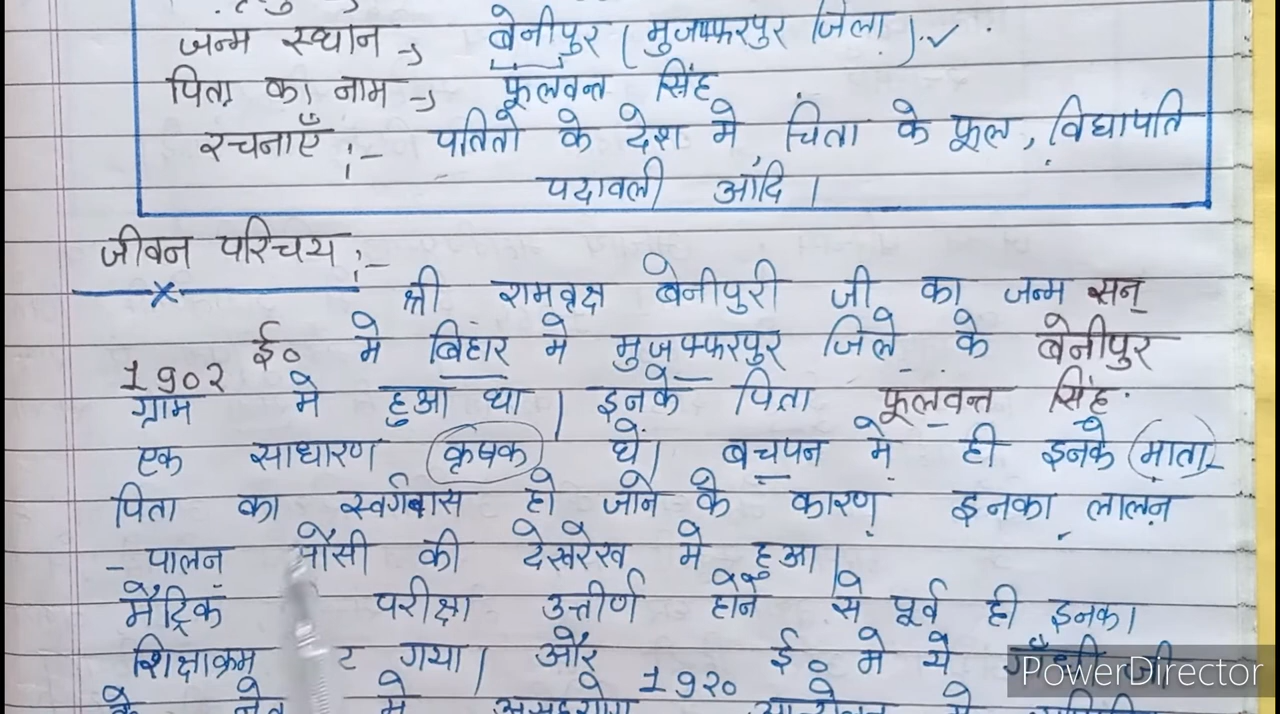 जन्म स्थान → बेनीपुर (मुजफ्फरपुर जिला) ✓.
पिता का नाम → फूलवन्त सिंह
रचनाएँ :- पतितो के देश मे, चिंता के फूल, विद्यापति
पदावली आदि।
जीवन परिचय :-
श्री रामवृक्ष बेनीपुरी जी का जन्म सन्
1902 ई० मे बिहार मे मुजफ्फरपुर जिले के बेनीपुर
ग्राम मे हुआ था। इनके पिता फूलवन्त सिंह
एक साधारण कृषक थे। बचपन मे ही इनके माता-
पिता का स्वर्गबास हो जाने के कारण इनका लालन
- पालन मौसी की देखरेख मे हुआ।
मैट्रिक परीक्षा उत्तीर्ण होने से पूर्व ही इनका
शिक्षाक्रम गया। और 1920 ई० मे ये जी
के मे मे
PowerDirector